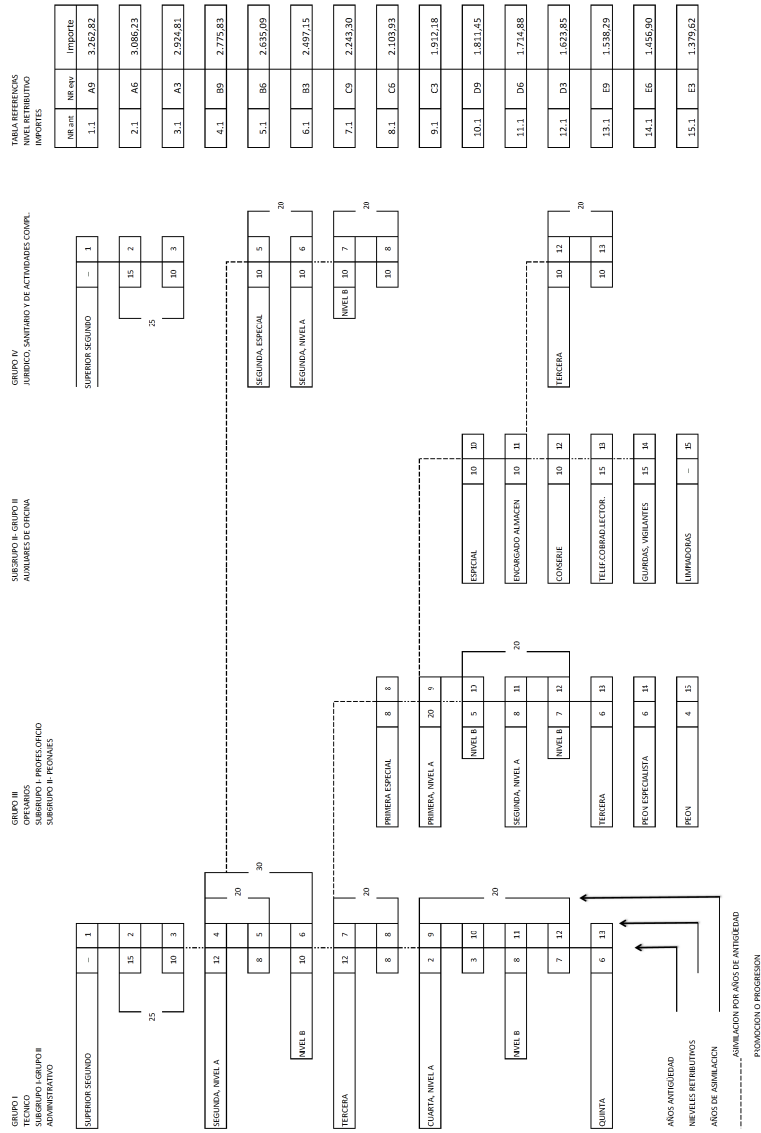 GRUPO I
TECNICO
SUBGRUPO I-GRUPO II
ADMINISTRATIVO
SUPERIOR SEGUNDO – 1
15 2
25
10 3
SEGUNDA, NIVEL A 12 4
20
8 5
30
NIVEL B 10 6
TERCERA 12 7
20
8 8
CUARTA, NIVEL A 2 9
3 10
20
NIVEL B 8 11
7 12
QUINTA 6 13
GRUPO III
OPERARIOS
SUBGRUPO I- PROFES.OFICIO
SUBGRUPO II- PEONAJES
PRIMERA ESPECIAL 8 8
PRIMERA, NIVEL A 20 9
NIVEL B 5 10
SEGUNDA, NIVEL A 8 11
20
NIVEL B 7 12
TERCERA 6 13
PEON ESPECIALISTA 6 14
PEON 4 15
SUBGRUPO II- GRUPO II
AUXILIARES DE OFICINA
ESPECIAL 10 10
ENCARGADO ALMACEN 10 11
CONSERJE 10 12
TELEF.COBRAD.LECTOR. 15 13
GUARDAS, VIGILANTES 15 14
LIMPIADORAS – 15
GRUPO IV
JURIDICO, SANITARIO Y DE ACTIVIDADES COMPL.
SUPERIOR SEGUNDO – 1
15 2
25
10 3
SEGUNDA, ESPECIAL 10 5
20
SEGUNDA, NIVEL A 10 6
NIVEL B 10 7
20
10 8
TERCERA 10 12
20
10 13
TABLA REFERENCIAS
NIVEL RETRIBUTIVO
IMPORTES
NR ant NR eqv Importe
1.1 A9 3.262,82
2.1 A6 3.086,23
3.1 A3 2.924,81
4.1 B9 2.775,83
5.1 B6 2.635,09
6.1 B3 2.497,15
7.1 C9 2.243,30
8.1 C6 2.103,93
9.1 C3 1.912,18
10.1 D9 1.811,45
11.1 D6 1.714,88
12.1 D3 1.623,85
13.1 E9 1.538,29
14.1 E6 1.456,90
15.1 E3 1.379,62
AÑOS ANTIGÜEDAD
NIEVELES RETRIBUTIVOS
AÑOS DE ASIMILACION
ASIMILACION POR AÑOS DE ANTIGÜEDAD
PROMOCION O PROGRESION